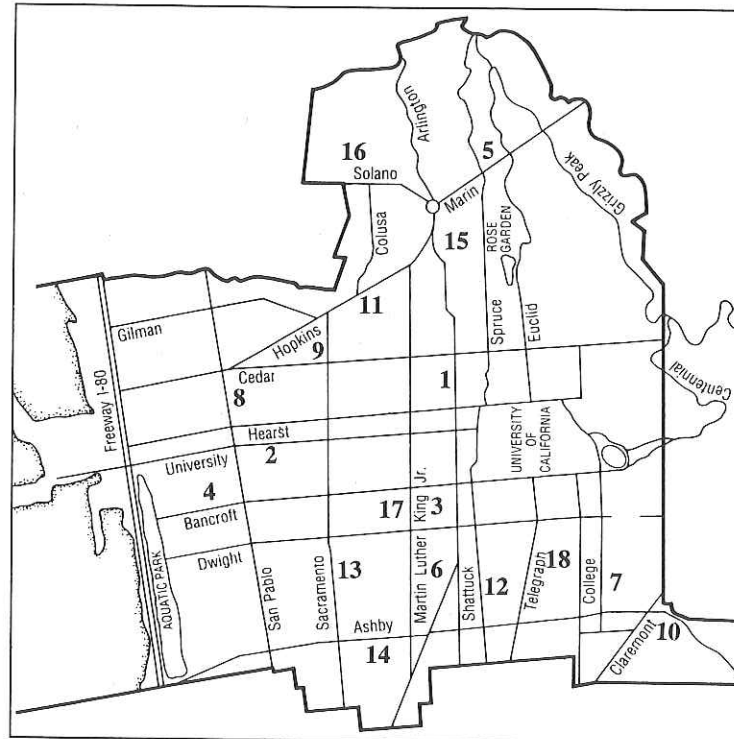 Arlington
16
Solano
5
Marin
Grizzly Peak
Colusa
15
ROSE
GARDEN
11
Gilman
Hopkins
9
Spruce
Euclid
Freeway I-80
Cedar
8
1
Centennial
Hearst
2
UNIVERSITY
OF
CALIFORNIA
University
4
Bancroft
17
3
Martin Luther King Jr.
Dwight
AQUATIC PARK
San Pablo
Sacramento
13
6
Shattuck
12
Telegraph
18
College
7
Ashby
14
Claremont
10